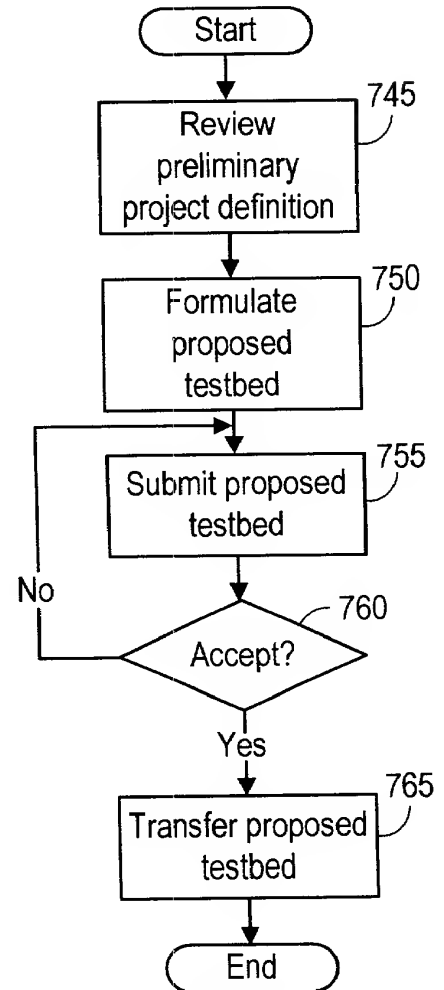 Start
745
Review
preliminary
project definition
750
Formulate
proposed
testbed
755
Submit proposed
testbed
No
760
Accept?
Yes
765
Transfer proposed
testbed
End